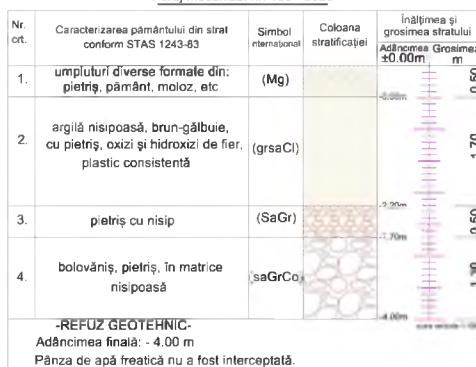 Nr. crt.
Caracterizarea pământului din strat
conform STAS 1243-83
Simbol
internațional
Coloana
stratificației
Înălțimea și
grosimea stratului
Adâncimea Grosimea
±0.00m m
1.
umpluturi diverse formate din:
pietriș, pământ, moloz, etc
(Mg)
0.50
2.
argilă nisipoasă, brun-gălbuie,
cu pietriș, oxizi și hidroxizi de fier,
plastic consistentă
(grsaCl)
1.70
-2.20m
3.
pietriș cu nisip
(SaGr)
0.50
4.
bolovăniș, pietriș, în matrice
nisipoasă
(saGrCo)
-4.00m
-REFUZ GEOTEHNIC-
Adâncimea finală: - 4.00 m
Pânza de apă freatică nu a fost interceptată.